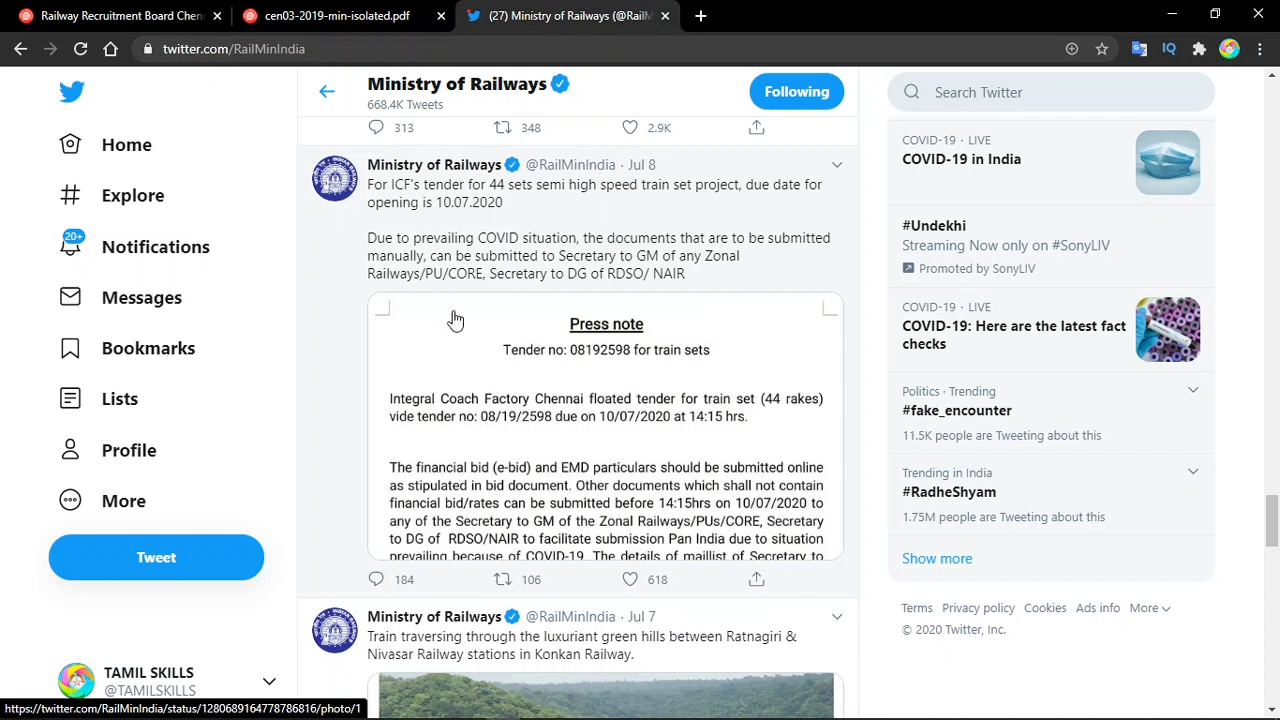 Railway Recruitment Board Chen
cen03-2019-min-isolated.pdf
(27) Ministry of Railways (@RailM
twitter.com/RailMinIndia
IQ
Home
Explore
20+
Notifications
Messages
Bookmarks
Lists
Profile
More
Tweet
TAMIL SKILLS
@TAMILSKILLS
https://twitter.com/RailMinIndia/status/1280689164778786816/photo/1
Ministry of Railways
668.4K Tweets
Following
313 348 2.9K
Ministry of Railways @RailMinIndia · Jul 8
For ICF's tender for 44 sets semi high speed train set project, due date for
opening is 10.07.2020
Due to prevailing COVID situation, the documents that are to be submitted
manually, can be submitted to Secretary to GM of any Zonal
Railways/PU/CORE, Secretary to DG of RDSO/ NAIR
Press note
Tender no: 08192598 for train sets
Integral Coach Factory Chennai floated tender for train set (44 rakes)
vide tender no: 08/19/2598 due on 10/07/2020 at 14:15 hrs.
The financial bid (e-bid) and EMD particulars should be submitted online
as stipulated in bid document. Other documents which shall not contain
financial bid/rates can be submitted before 14:15hrs on 10/07/2020 to
any of the Secretary to GM of the Zonal Railways/PUs/CORE, Secretary
to DG of RDSO/NAIR to facilitate submission Pan India due to situation
prevailing because of COVID-19. The details of maillist of Secretary to
184 106 618
Ministry of Railways @RailMinIndia · Jul 7
Train traversing through the luxuriant green hills between Ratnagiri &
Nivasar Railway stations in Konkan Railway.
Search Twitter
COVID-19 · LIVE
COVID-19 in India
#Undekhi
Streaming Now only on #SonyLIV
Promoted by SonyLIV
COVID-19 · LIVE
COVID-19: Here are the latest fact
checks
Politics · Trending
#fake_encounter
11.5K people are Tweeting about this
Trending in India
#RadheShyam
1.75M people are Tweeting about this
Show more
Terms Privacy policy Cookies Ads info More
© 2020 Twitter, Inc.